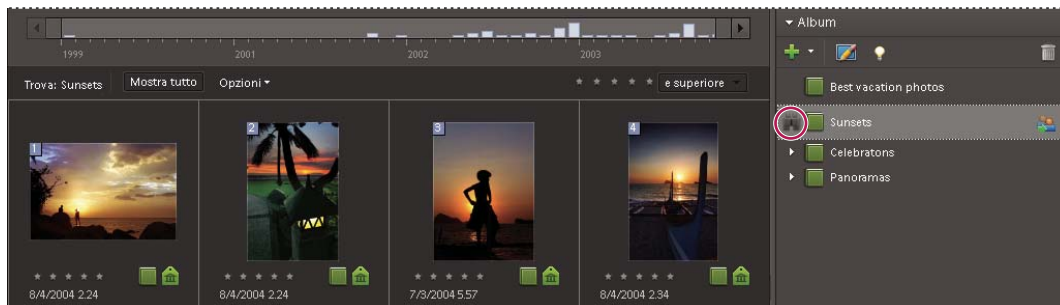 1999 2001 2002 2003
Trova: Sunsets Mostra tutto Opzioni e superiore
1 2 3 4
8/4/2004 2.24 8/4/2004 2.24 7/3/2004 5.57 8/4/2004 2.34
Album
Best vacation photos
Sunsets
Celebratons
Panoramas